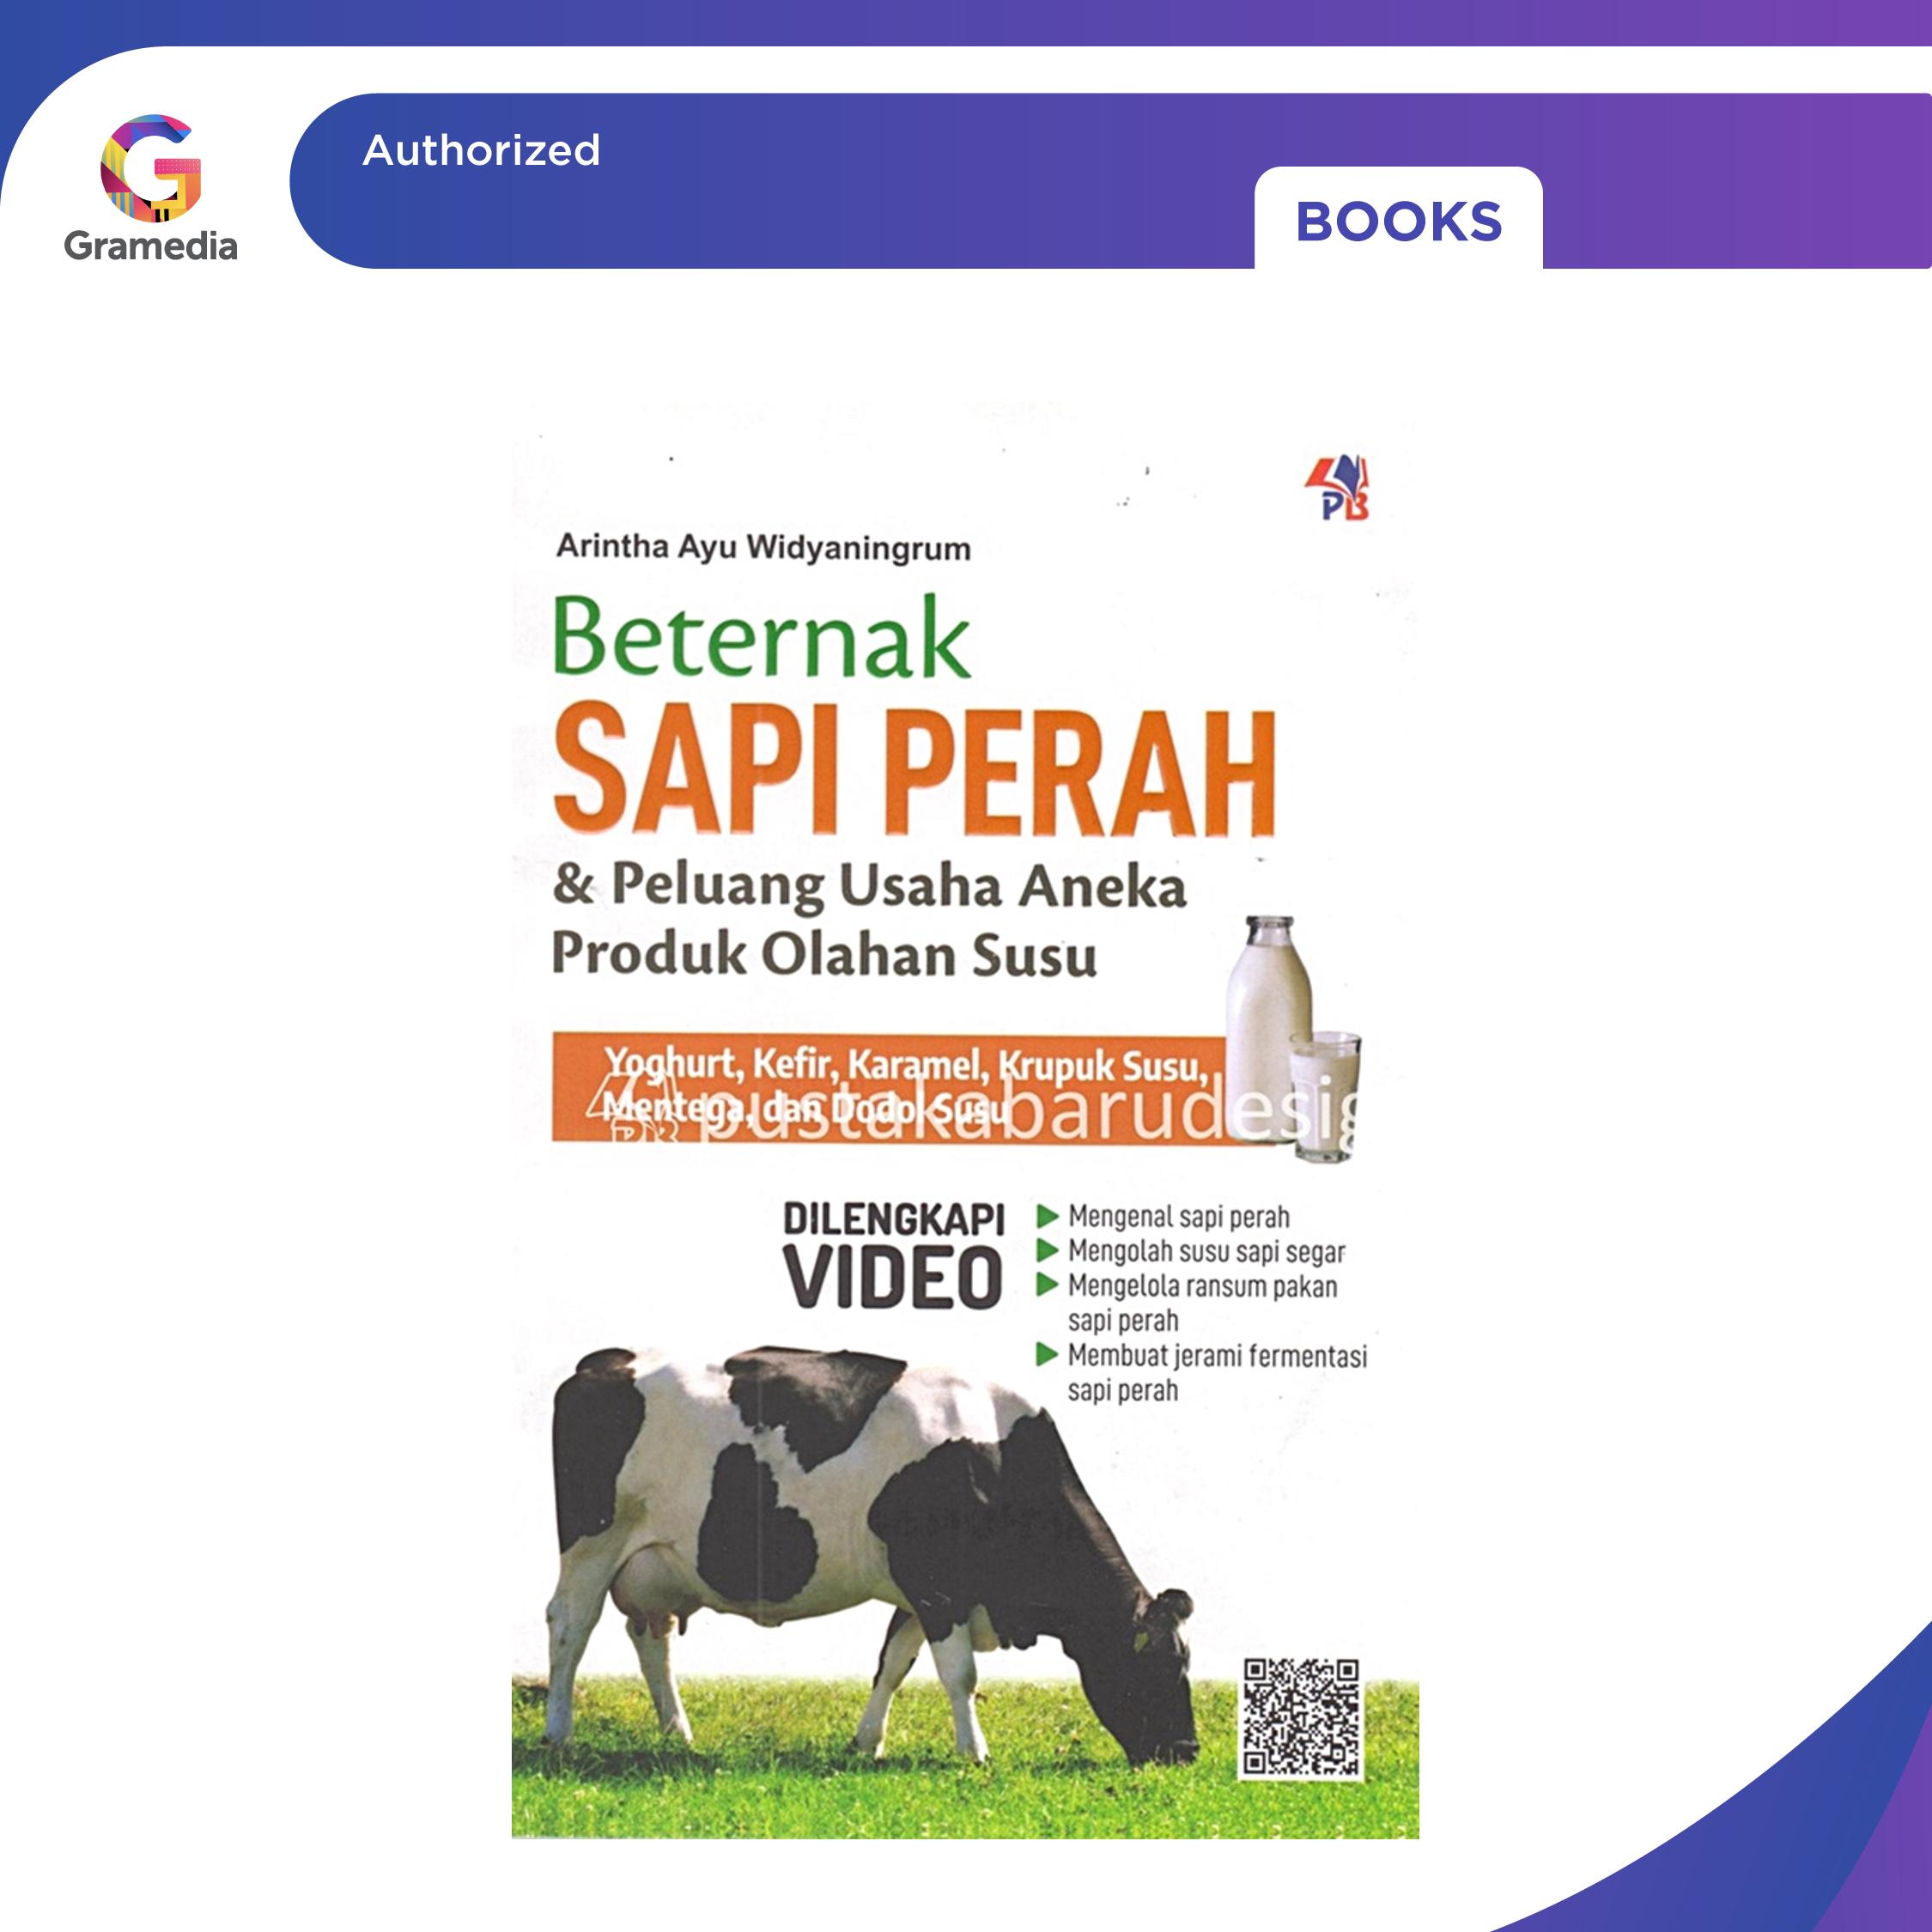 Gramedia
Authorized
BOOKS
PB
Arintha Ayu Widyaningrum
Beternak
SAPI PERAH
& Peluang Usaha Aneka
Produk Olahan Susu
Yoghurt, Kefir, Karamel, Krupuk Susu,
Mentega, dan Dodol Susu
PB pustakabarudesig
DILENGKAPI
VIDEO
Mengenal sapi perah
Mengolah susu sapi segar
Mengelola ransum pakan
sapi perah
Membuat jerami fermentasi
sapi perah